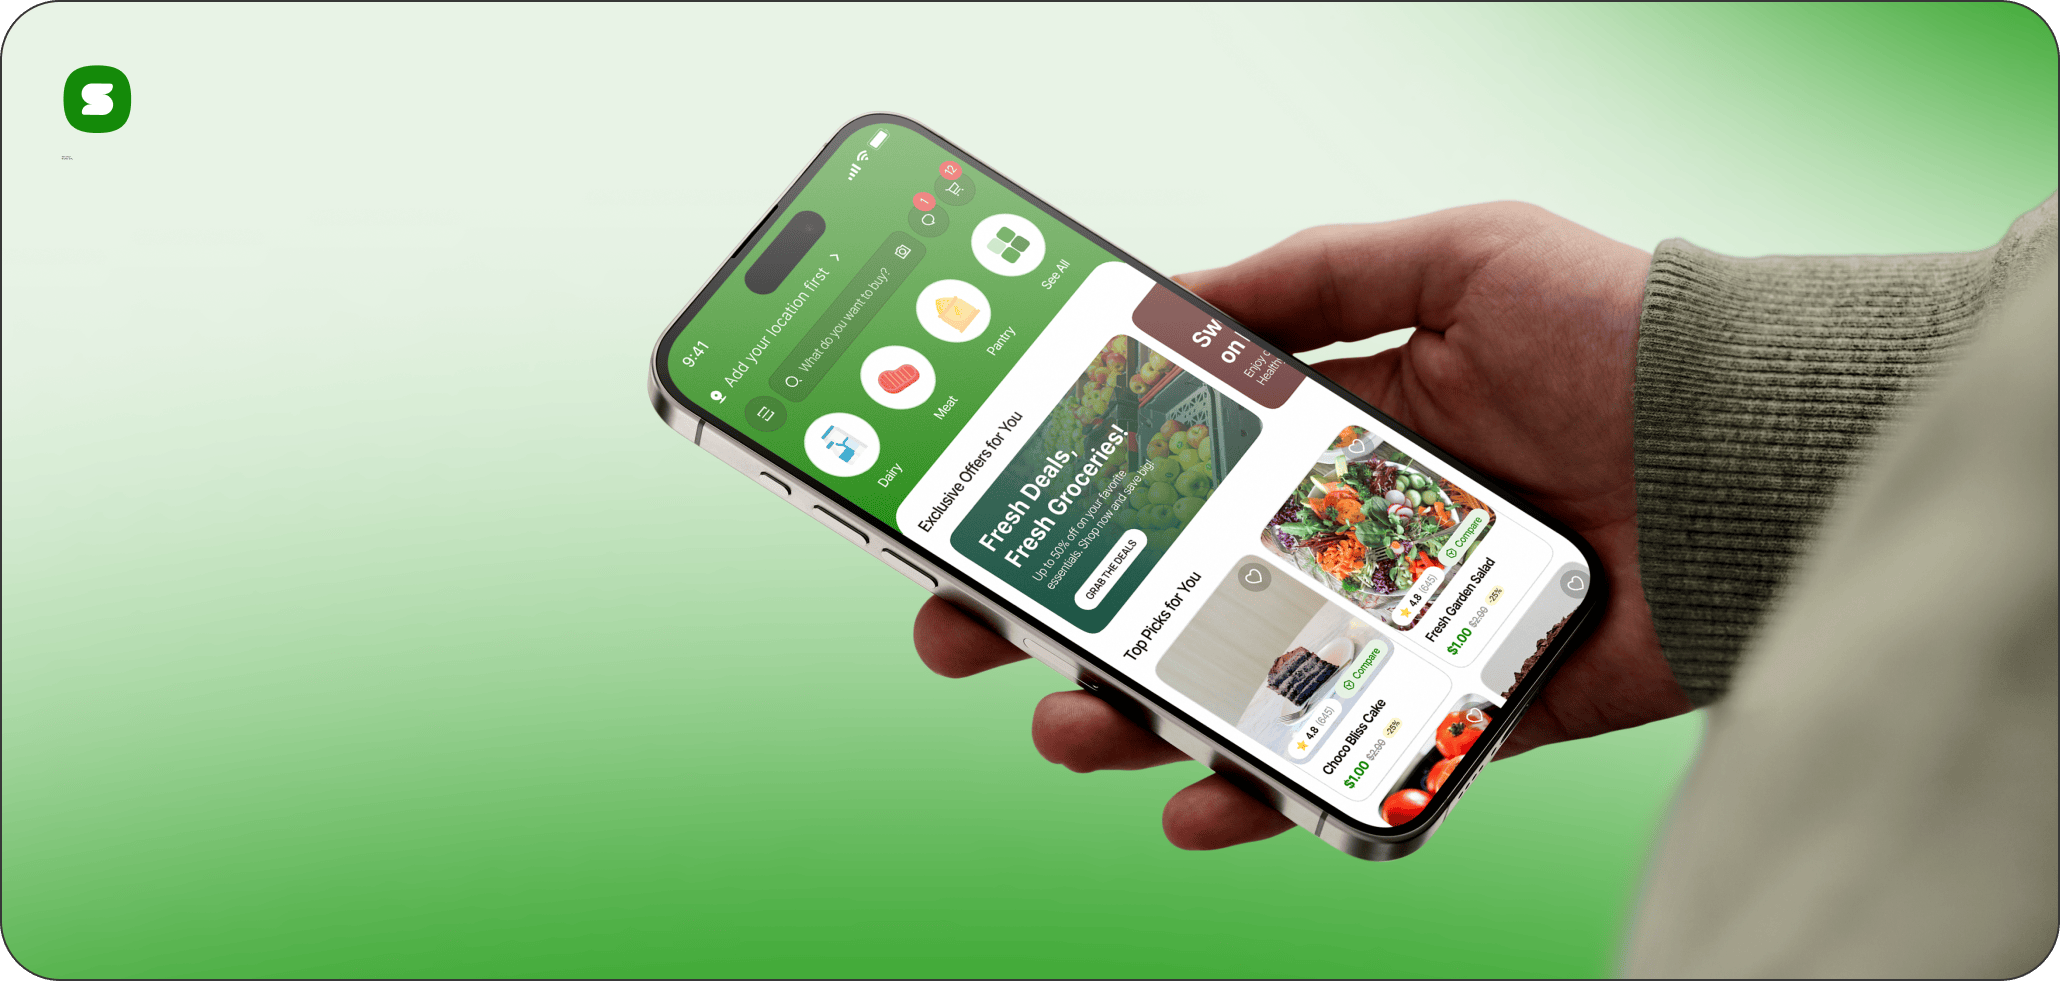 S
9:41
Add your location first
What do you want to buy?
1
12
Dairy
Meat
Pantry
See All
Exclusive Offers for You
Fresh Deals,
Fresh Groceries!
Up to 50% off on your favorite
essentials. Shop now and save big!
GRAB THE DEALS
Sw
on
Enjoy
Health
Top Picks for You
Compare
4.8 (645)
Choco Bliss Cake
$1.00 $2.00 -25%
Compare
4.8 (645)
Fresh Garden Salad
$1.00 $2.00 -25%